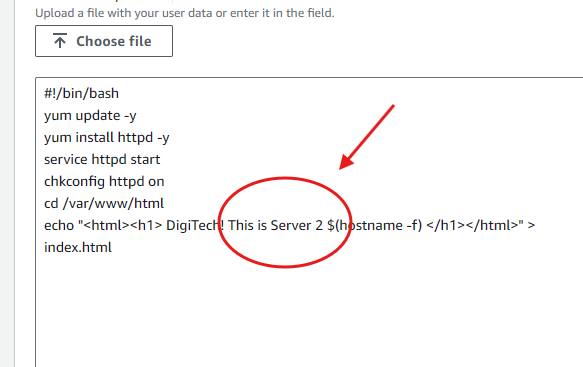 Upload a file with your user data or enter it in the field.
Choose file
#!/bin/bash
yum update -y
yum install httpd -y
service httpd start
chkconfig httpd on
cd /var/www/html
echo "<html><h1> DigiTech! This is Server 2 $(hostname -f) </h1></html>" >
index.html